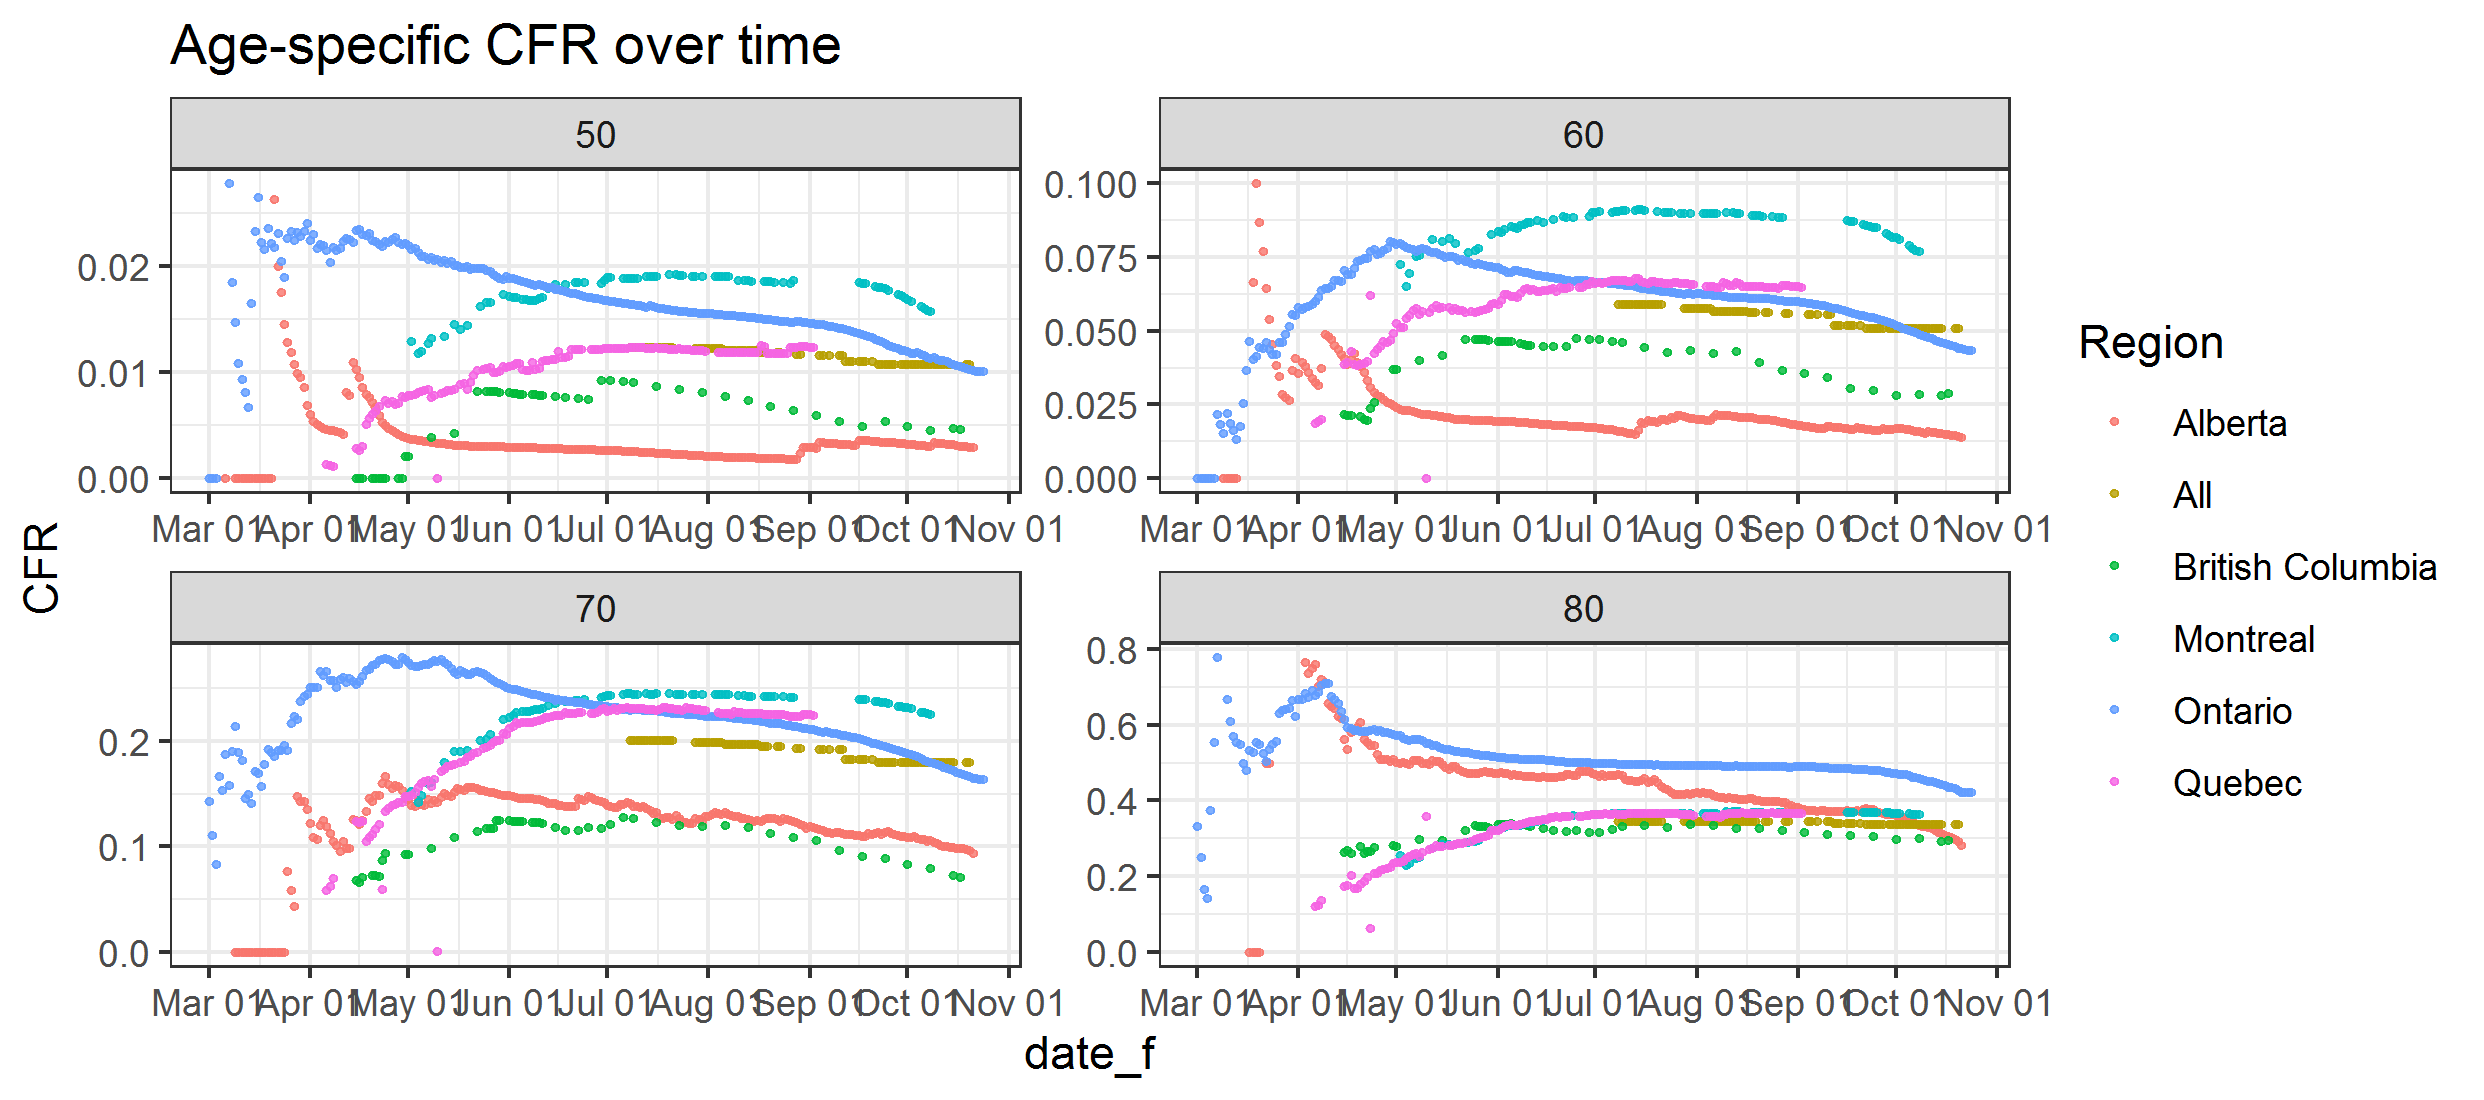 Age-specific CFR over time
50
60
0.02
0.01
0.00
0.100
0.075
0.050
0.025
0.000
Mar 01 Apr 01 May 01 Jun 01 Jul 01 Aug 01 Sep 01 Oct 01 Nov 01
Mar 01 Apr 01 May 01 Jun 01 Jul 01 Aug 01 Sep 01 Oct 01 Nov 01
CFR
70
80
0.2
0.1
0.0
0.8
0.6
0.4
0.2
0.0
Mar 01 Apr 01 May 01 Jun 01 Jul 01 Aug 01 Sep 01 Oct 01 Nov 01
Mar 01 Apr 01 May 01 Jun 01 Jul 01 Aug 01 Sep 01 Oct 01 Nov 01
date_f
Region
Alberta
All
British Columbia
Montreal
Ontario
Quebec